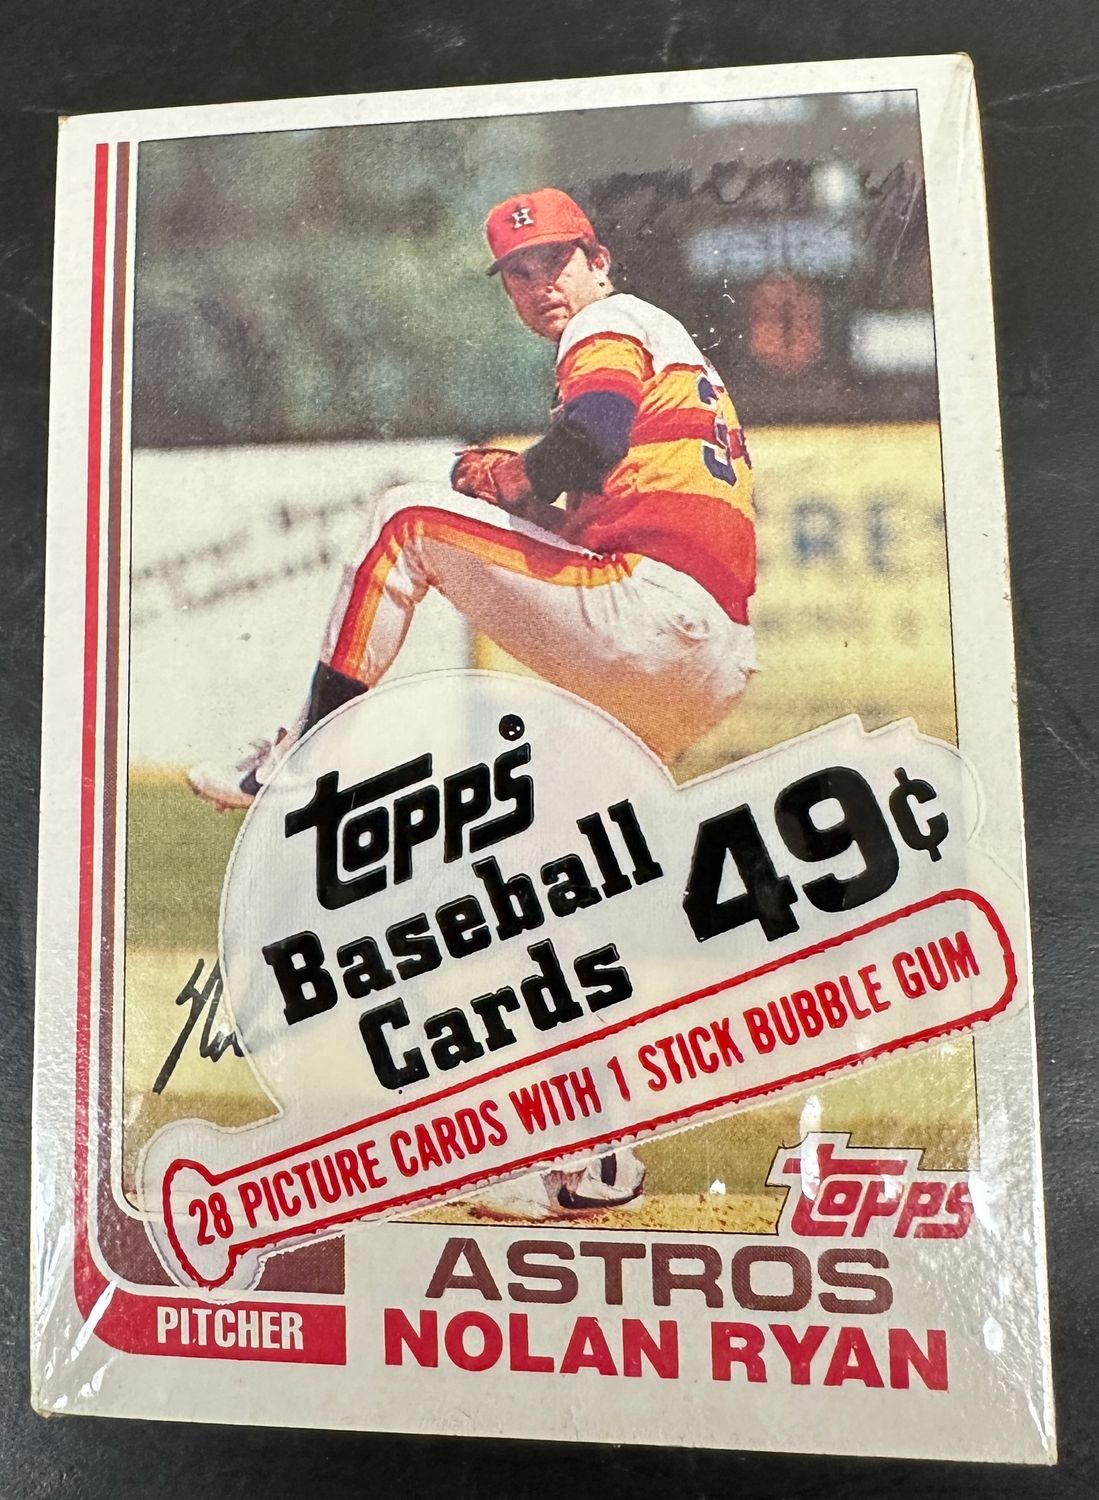 H
Topps
Baseball
Cards
49¢
28 PICTURE CARDS WITH 1 STICK BUBBLE GUM
Topps
ASTROS
PITCHER
NOLAN RYAN